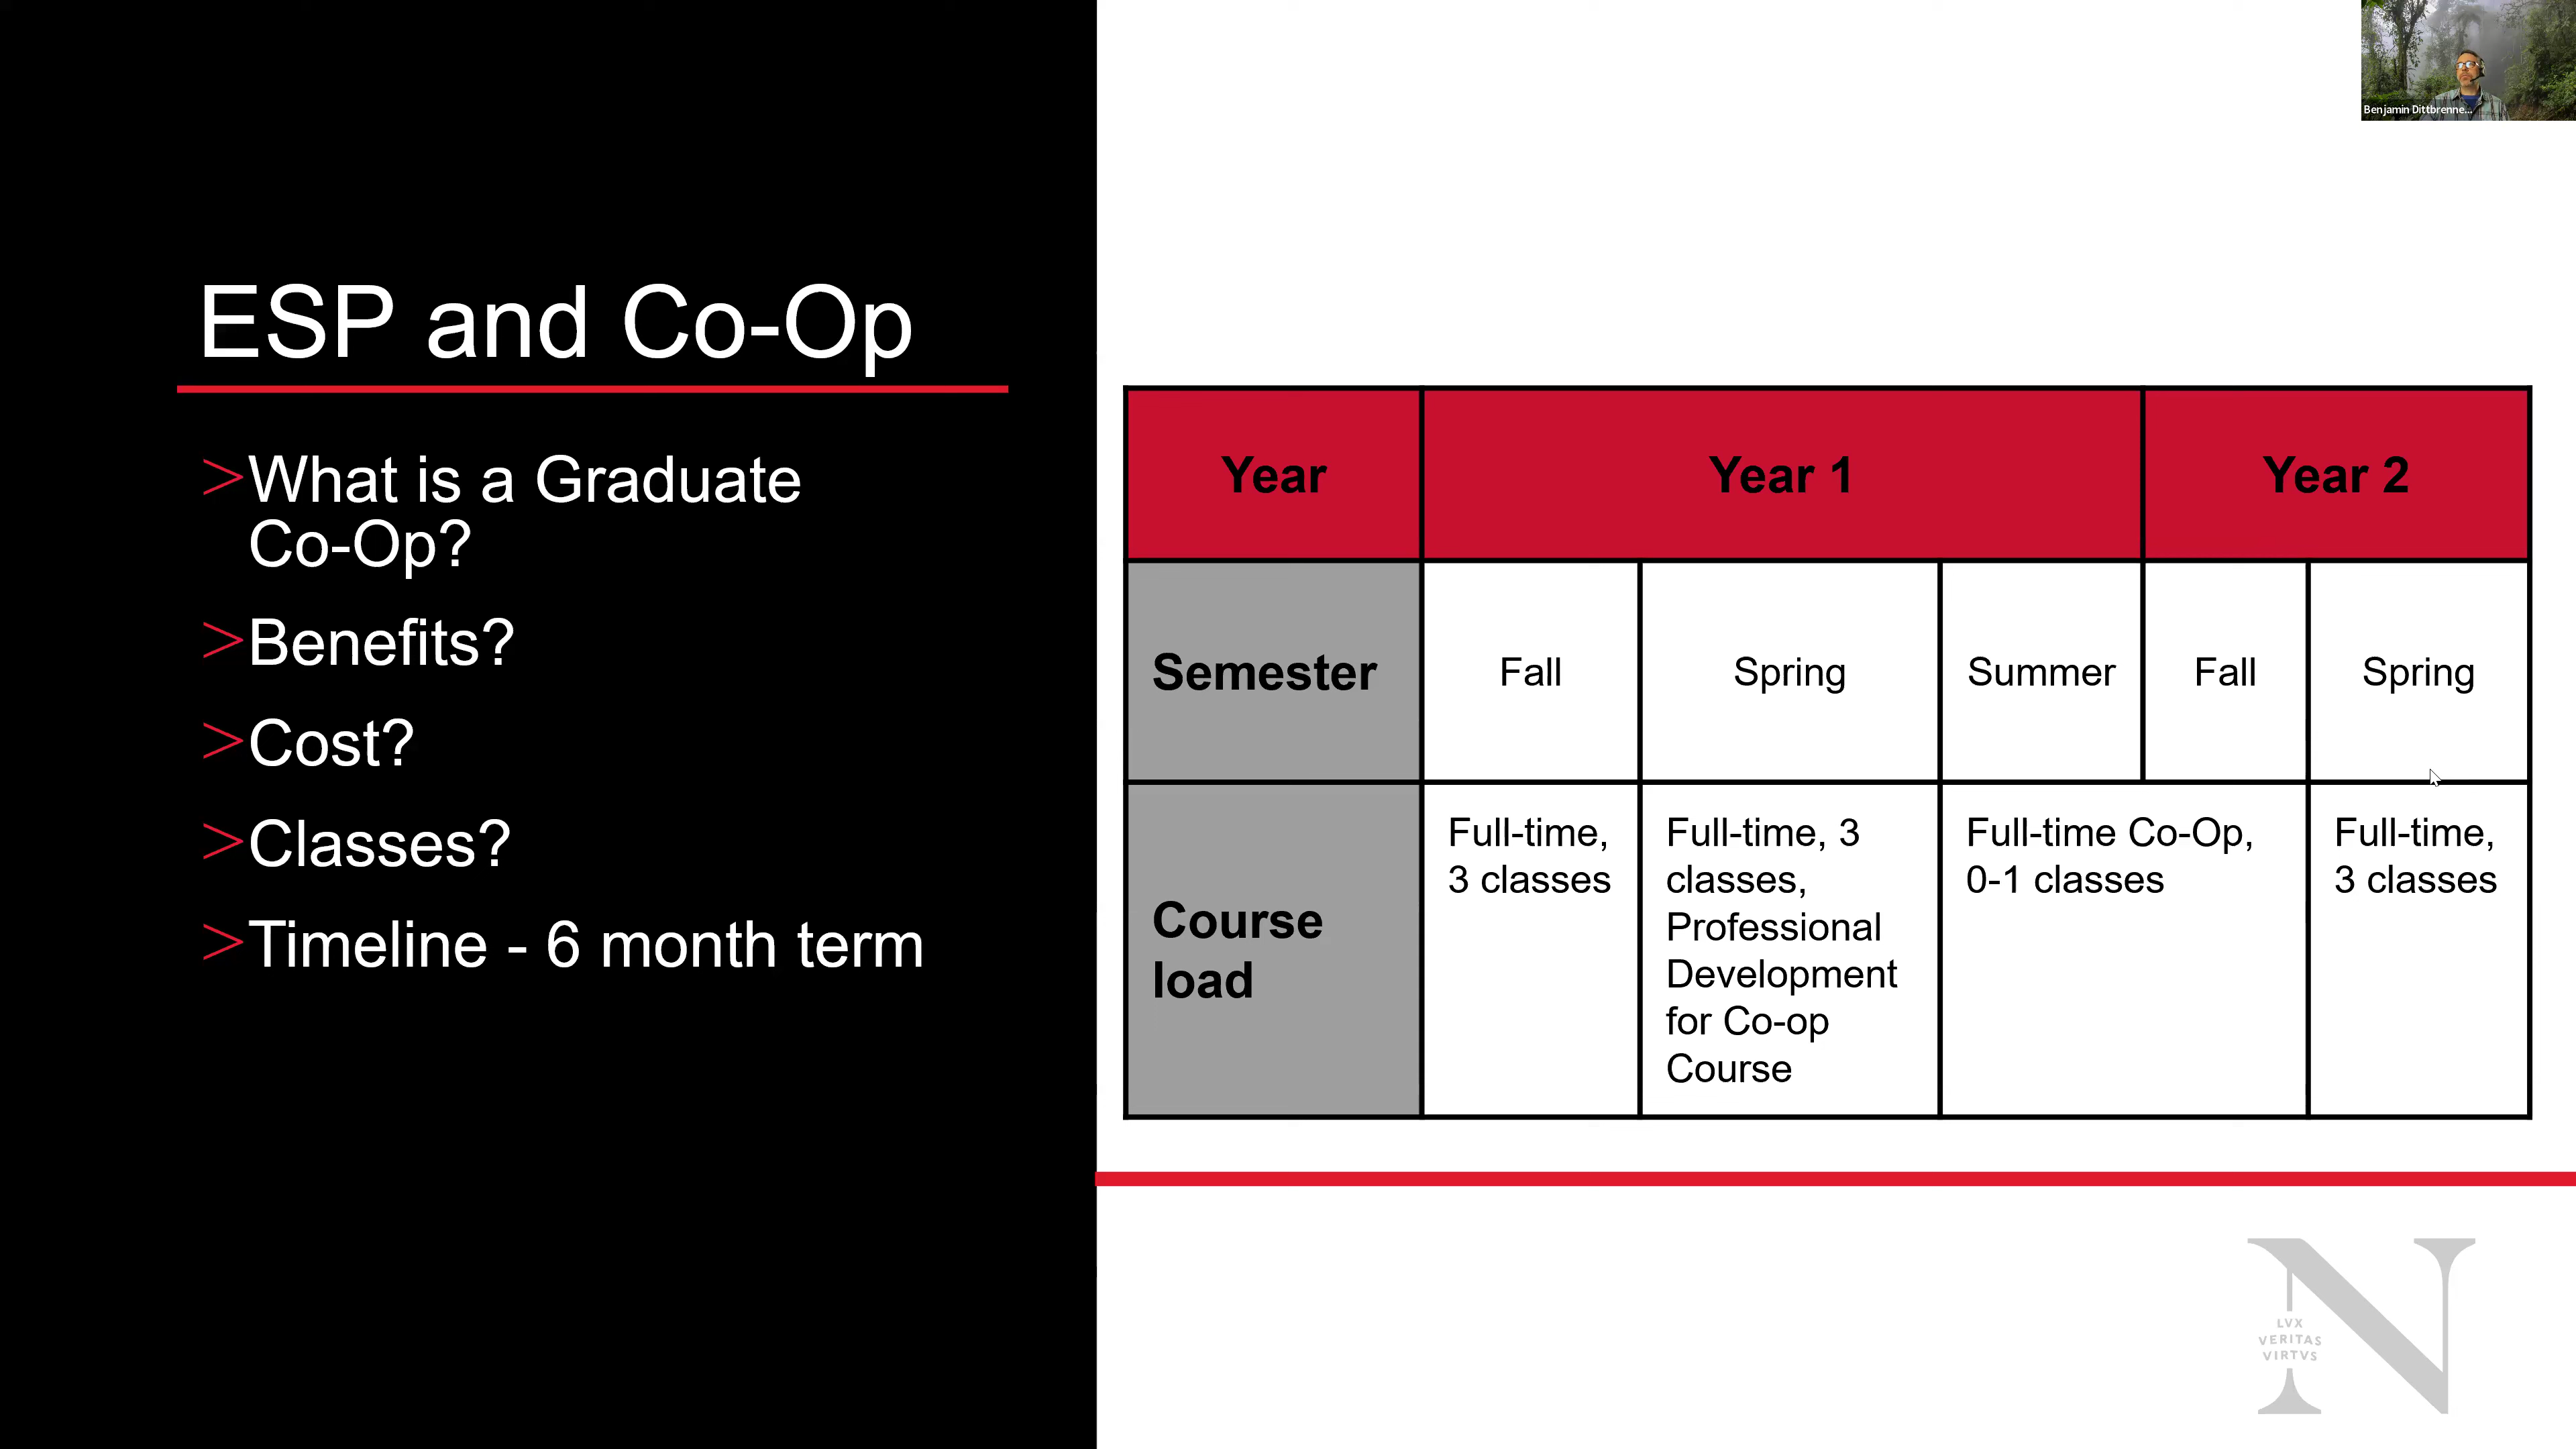 Benjamin Dittbrenne...
ESP and Co-Op
>What is a Graduate
Co-Op?
>Benefits?
>Cost?
>Classes?
>Timeline - 6 month term
Year
Year 1
Year 2
Semester
Fall
Spring
Summer
Fall
Spring
Course
load
Full-time,
3 classes
Full-time, 3
classes,
Professional
Development
for Co-op
Course
Full-time Co-Op,
0-1 classes
Full-time,
3 classes
N
LVX
VERITAS
VIRTVS